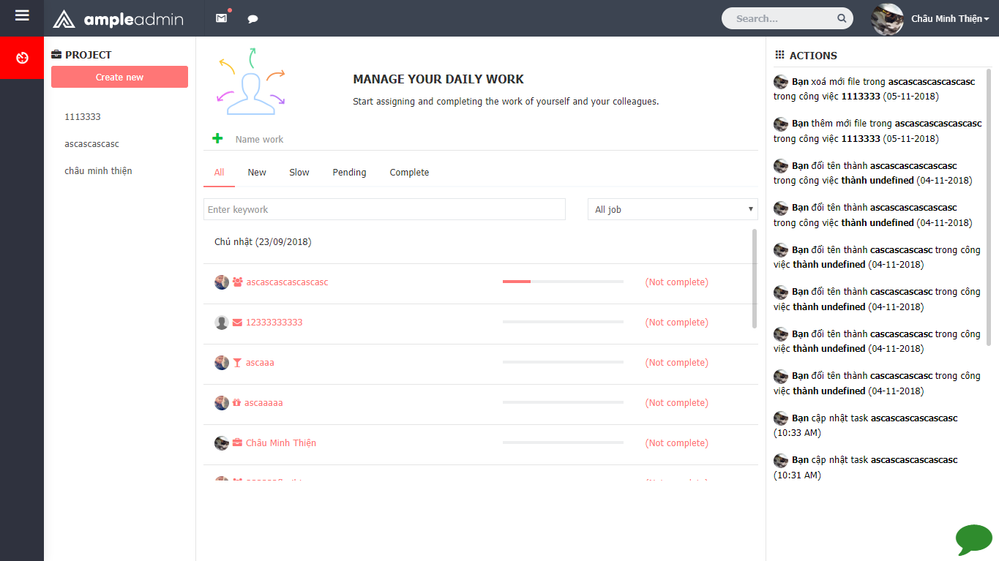 ampleadmin
Search...
Châu Minh Thiện
PROJECT
Create new
1113333
ascascascasc
châu minh thiện
MANAGE YOUR DAILY WORK
Start assigning and completing the work of yourself and your colleagues.
Name work
All
New
Slow
Pending
Complete
Enter keywork
All job
Chủ nhật (23/09/2018)
ascascascascascasc
(Not complete)
12333333333
(Not complete)
ascaaa
(Not complete)
ascaaaaa
(Not complete)
Châu Minh Thiện
(Not complete)
(Not complete)
ACTIONS
Bạn xoá mới file trong ascascascascascasc
trong công việc 1113333 (05-11-2018)
Bạn thêm mới file trong ascascascascascasc
trong công việc 1113333 (05-11-2018)
Bạn đổi tên thành ascascascascascasc
trong công việc thành undefined (04-11-2018)
Bạn đổi tên thành ascascascascascasc
trong công việc thành undefined (04-11-2018)
Bạn đổi tên thành cascascascasc trong công
việc thành undefined (04-11-2018)
Bạn đổi tên thành cascascascasc trong công
việc thành undefined (04-11-2018)
Bạn đổi tên thành cascascascasc trong công
việc thành undefined (04-11-2018)
Bạn đổi tên thành cascascascasc trong công
việc thành undefined (04-11-2018)
Bạn cập nhật task ascascascascascasc
(10:33 AM)
Bạn cập nhật task ascascascascascasc
(10:31 AM)